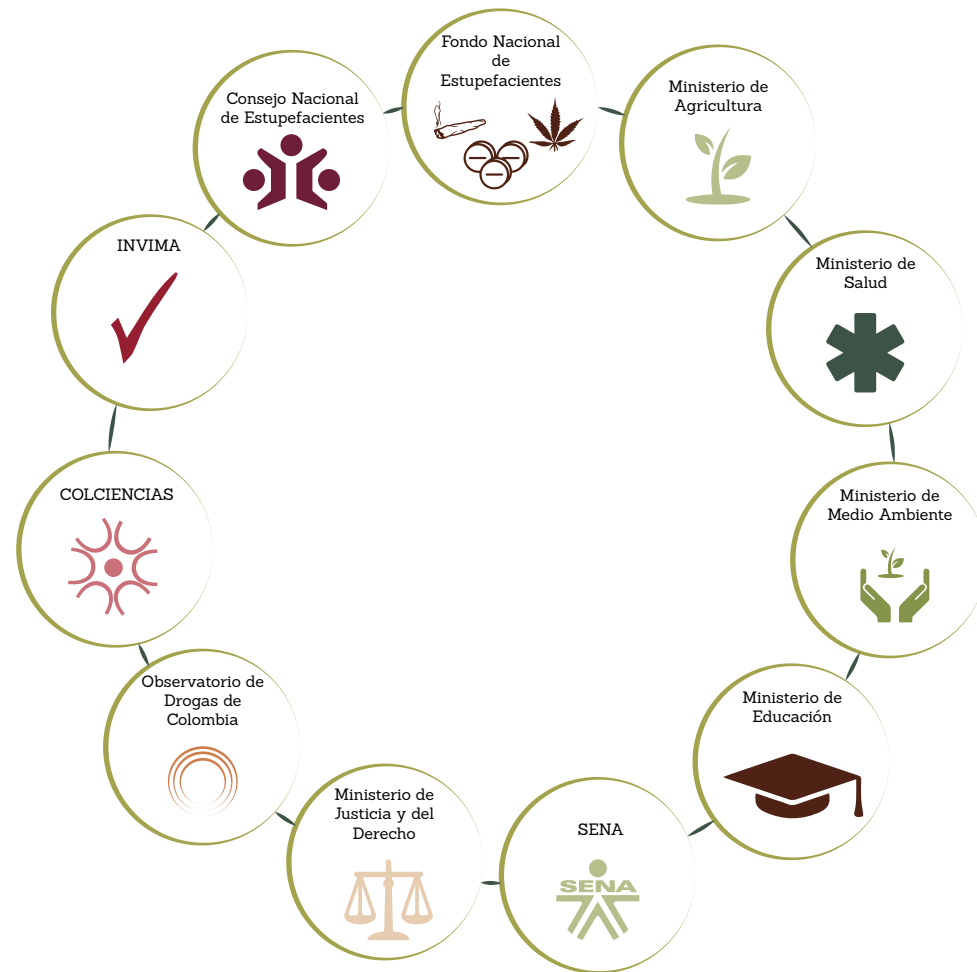 Fondo Nacional
de
Estupefacientes
Ministerio de
Agricultura
Ministerio de
Salud
Ministerio de
Medio Ambiente
Ministerio de
Educación
SENA
SENA
Ministerio de
Justicia y del
Derecho
Observatorio de
Drogas de
Colombia
COLCIENCIAS
INVIMA
Consejo Nacional
de Estupefacientes